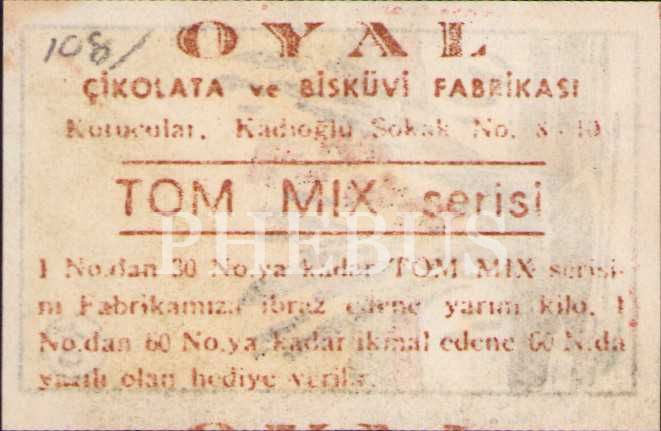 108/
OYAL
ÇİKOLATA ve BİSKÜVİ FABRİKASI
Kutucular, Kadıoğlu Sokak No. 8-10
TOM MIX serisi
PHEBUS
1 No.dan 30 No.ya kadar TOM MIX serisi-
ni Fabrikamıza ibraz edene yarım kilo, 1
No.dan 60 No.ya kadar ikmal edene 60 N.da
yazılı olan hediye verilir.